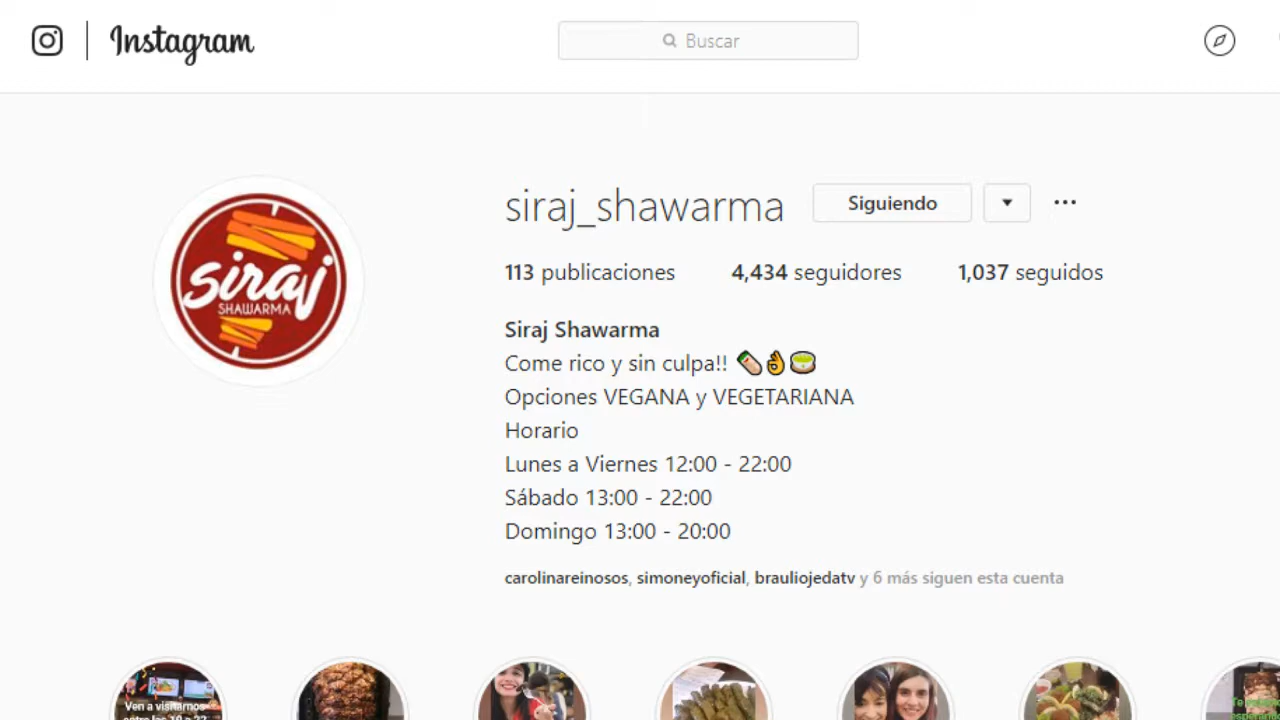 Instagram
Buscar
siraj_shawarma
Siguiendo
113 publicaciones
4,434 seguidores
1,037 seguidos
siraj
SHAWARMA
Siraj Shawarma
Come rico y sin culpa!!
Opciones VEGANA y VEGETARIANA
Horario
Lunes a Viernes 12:00 - 22:00
Sábado 13:00 - 22:00
Domingo 13:00 - 20:00
carolinareinosos, simoneyoficial, brauliojedatv y 6 más siguen esta cuenta
Ven a visitarnos